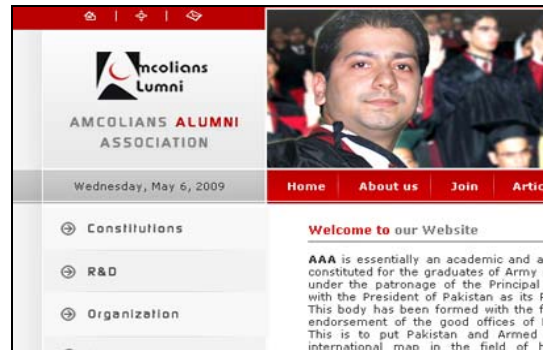 mcolians
Lumni
AMCOLIANS ALUMNI
ASSOCIATION
Wednesday, May 6, 2009
Home About us Join
Constitutions
R&D
Organization
Welcome to our Website
AAA is essentially an academic and
constituted for the graduates of Army
under the patronage of the Principal
with the President of Pakistan as its
This body has been formed with the
endorsement of the good offices of
This is to put Pakistan and Armed
international map in the field of